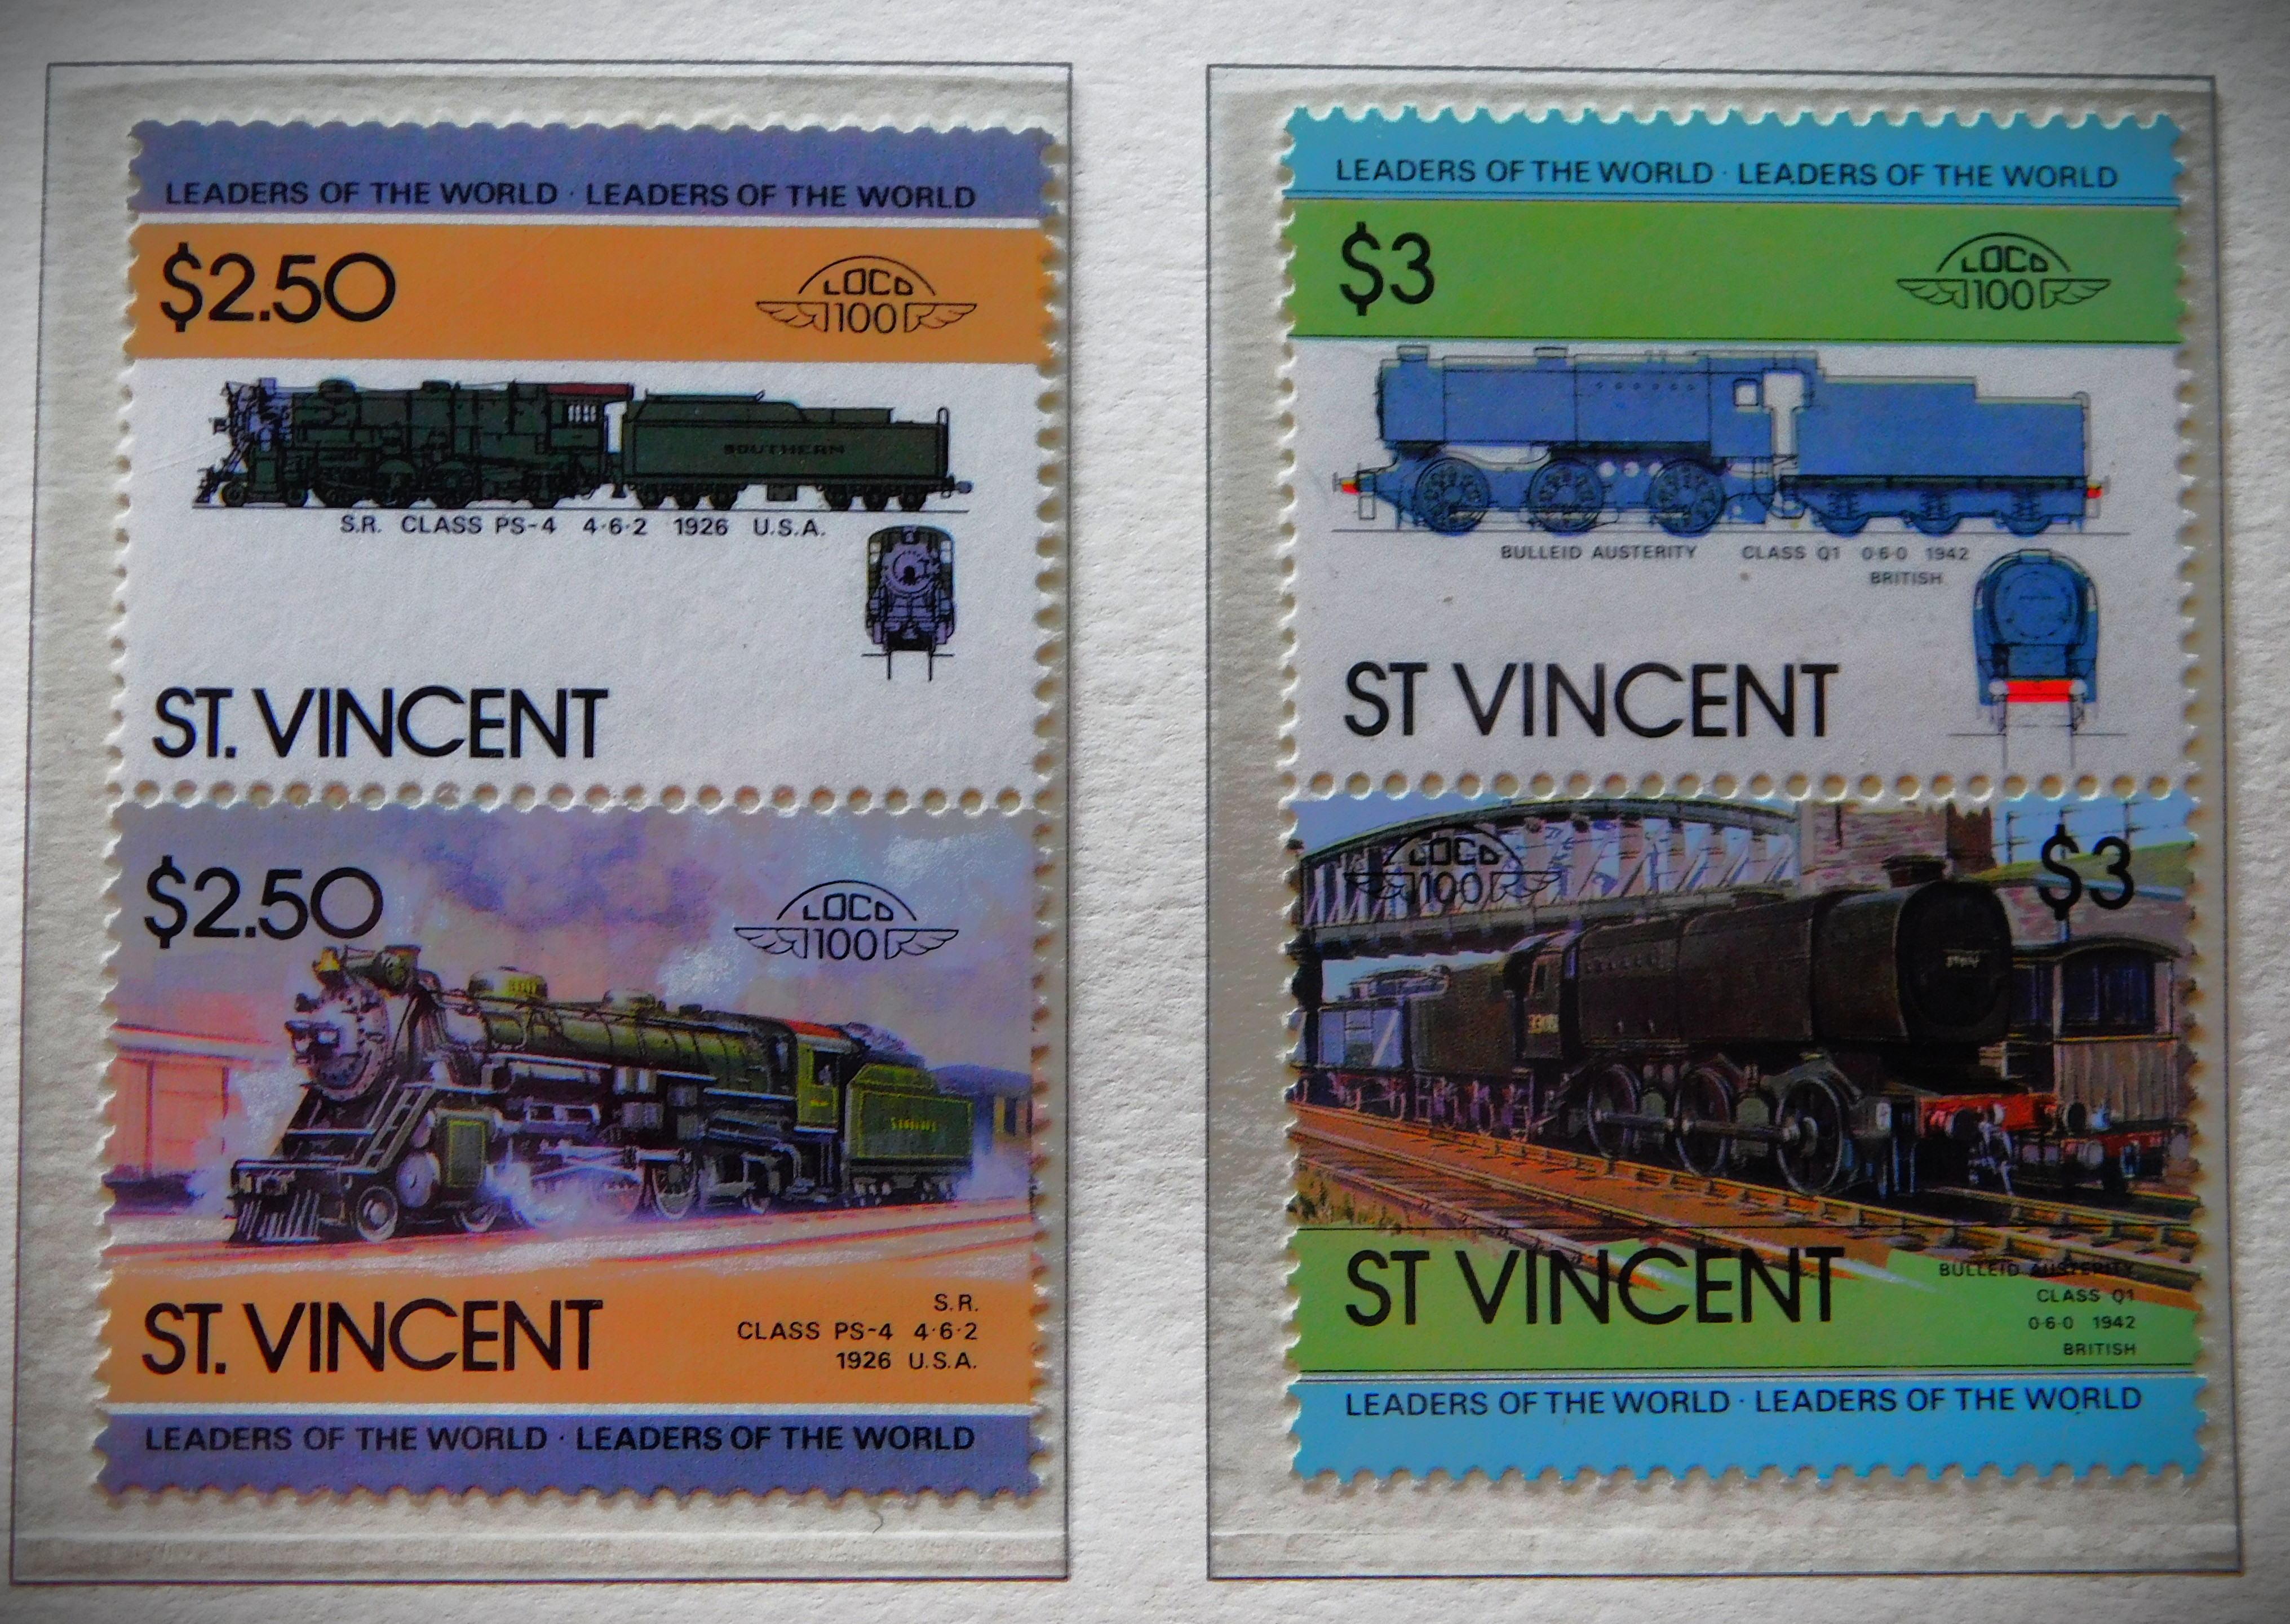 LEADERS OF THE WORLD · LEADERS OF THE WORLD
$2.50
LOCO
100
SOUTHERN
S.R. CLASS PS-4 4·6·2 1926 U.S.A.
ST. VINCENT
$2.50
LOCO
100
ST. VINCENT
S.R.
CLASS PS-4 4·6·2
1926 U.S.A.
LEADERS OF THE WORLD · LEADERS OF THE WORLD
LEADERS OF THE WORLD · LEADERS OF THE WORLD
$3
LOCO
100
BULLEID AUSTERITY CLASS Q1 0·6·0 1942
BRITISH
ST VINCENT
LOCO
100
$3
ST VINCENT
BULLEID AUSTERITY
CLASS Q1
0·6·0 1942
BRITISH
LEADERS OF THE WORLD · LEADERS OF THE WORLD